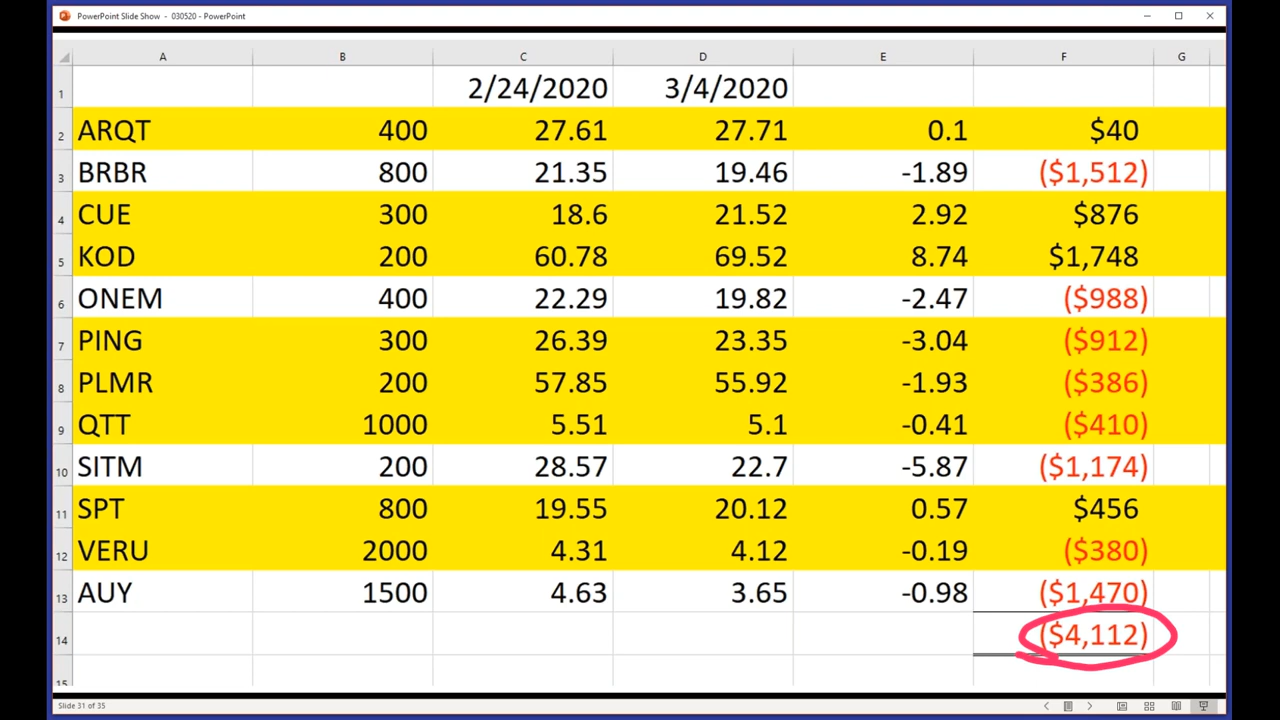 PowerPoint Slide Show - 030520 - PowerPoint
A B C D E F G
1 2/24/2020 3/4/2020
2 ARQT 400 27.61 27.71 0.1 $40
3 BRBR 800 21.35 19.46 -1.89 ($1,512)
4 CUE 300 18.6 21.52 2.92 $876
5 KOD 200 60.78 69.52 8.74 $1,748
6 ONEM 400 22.29 19.82 -2.47 ($988)
7 PING 300 26.39 23.35 -3.04 ($912)
8 PLMR 200 57.85 55.92 -1.93 ($386)
9 QTT 1000 5.51 5.1 -0.41 ($410)
10 SITM 200 28.57 22.7 -5.87 ($1,174)
11 SPT 800 19.55 20.12 0.57 $456
12 VERU 2000 4.31 4.12 -0.19 ($380)
13 AUY 1500 4.63 3.65 -0.98 ($1,470)
14 ($4,112)
15
Slide 31 of 35